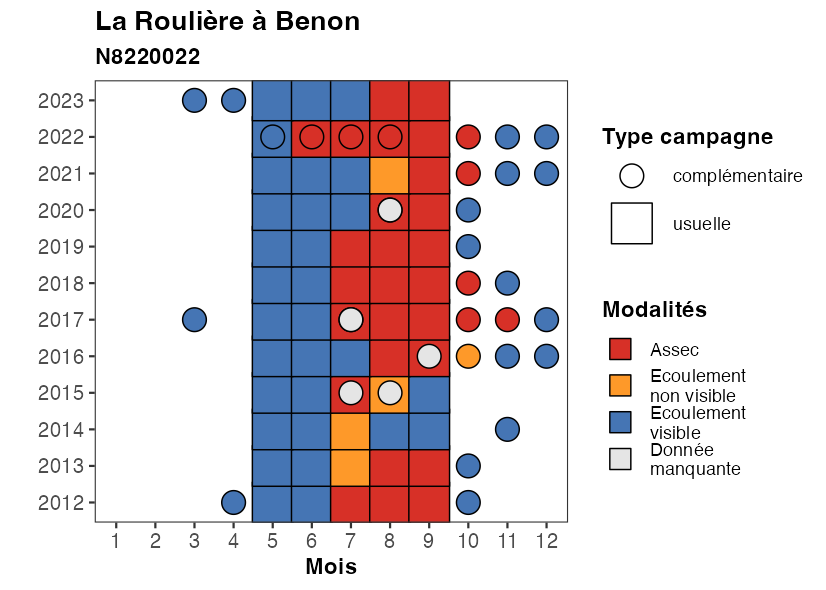 La Roulière à Benon
N8220022
2023
2022
2021
2020
2019
2018
2017
2016
2015
2014
2013
2012
1 2 3 4 5 6 7 8 9 10 11 12
Mois
Type campagne
complémentaire
usuelle
Modalités
Assec
Ecoulement
non visible
Ecoulement
visible
Donnée
manquante